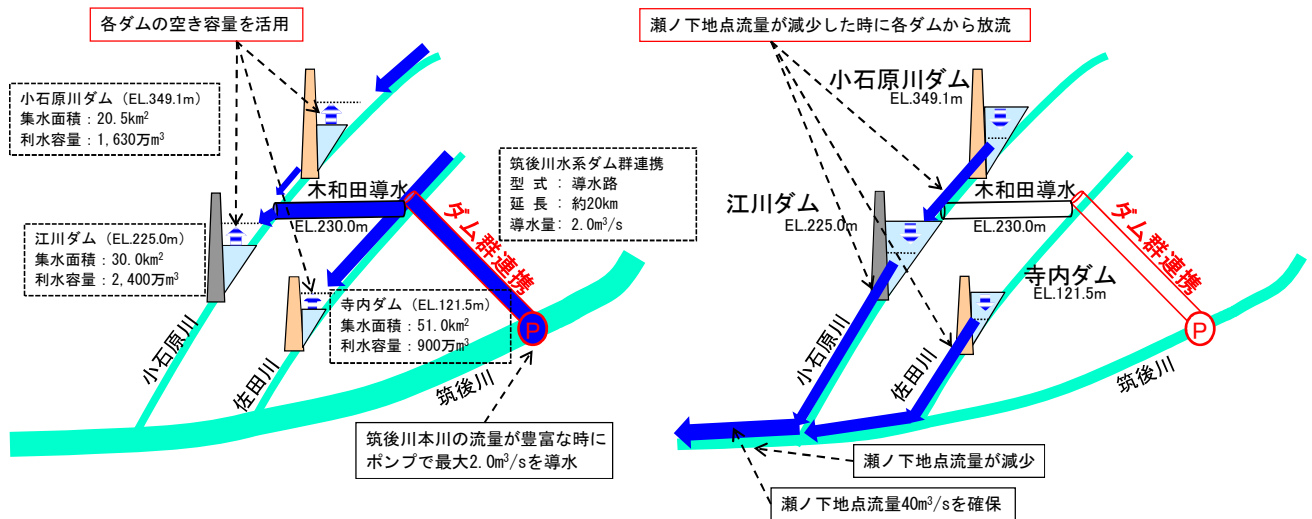 各ダムの空き容量を活用
小石原川ダム（EL.349.1m）
集水面積：20.5km²
利水容量：1,630万m³
木和田導水
EL.230.0m
筑後川水系ダム群連携
型 式 ： 導水路
延 長 ： 約20km
導水量： 2.0m³/s
ダム群連携
江川ダム（EL.225.0m）
集水面積：30.0km²
利水容量：2,400万m³
寺内ダム（EL.121.5m）
集水面積：51.0km²
利水容量：900万m³
P
小石原川
佐田川
筑後川
筑後川本川の流量が豊富な時に
ポンプで最大2.0m³/sを導水
瀬ノ下地点流量が減少した時に各ダムから放流
小石原川ダム
EL.349.1m
木和田導水
EL.230.0m
江川ダム
EL.225.0m
ダム群連携
寺内ダム
EL.121.5m
P
小石原川
佐田川
筑後川
瀬ノ下地点流量が減少
瀬ノ下地点流量40m³/sを確保